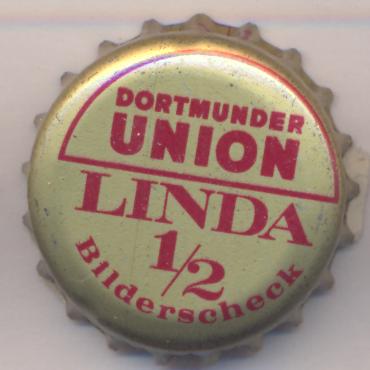 DORTMUNDER
UNION
LINDA
1/2
Bilderscheck